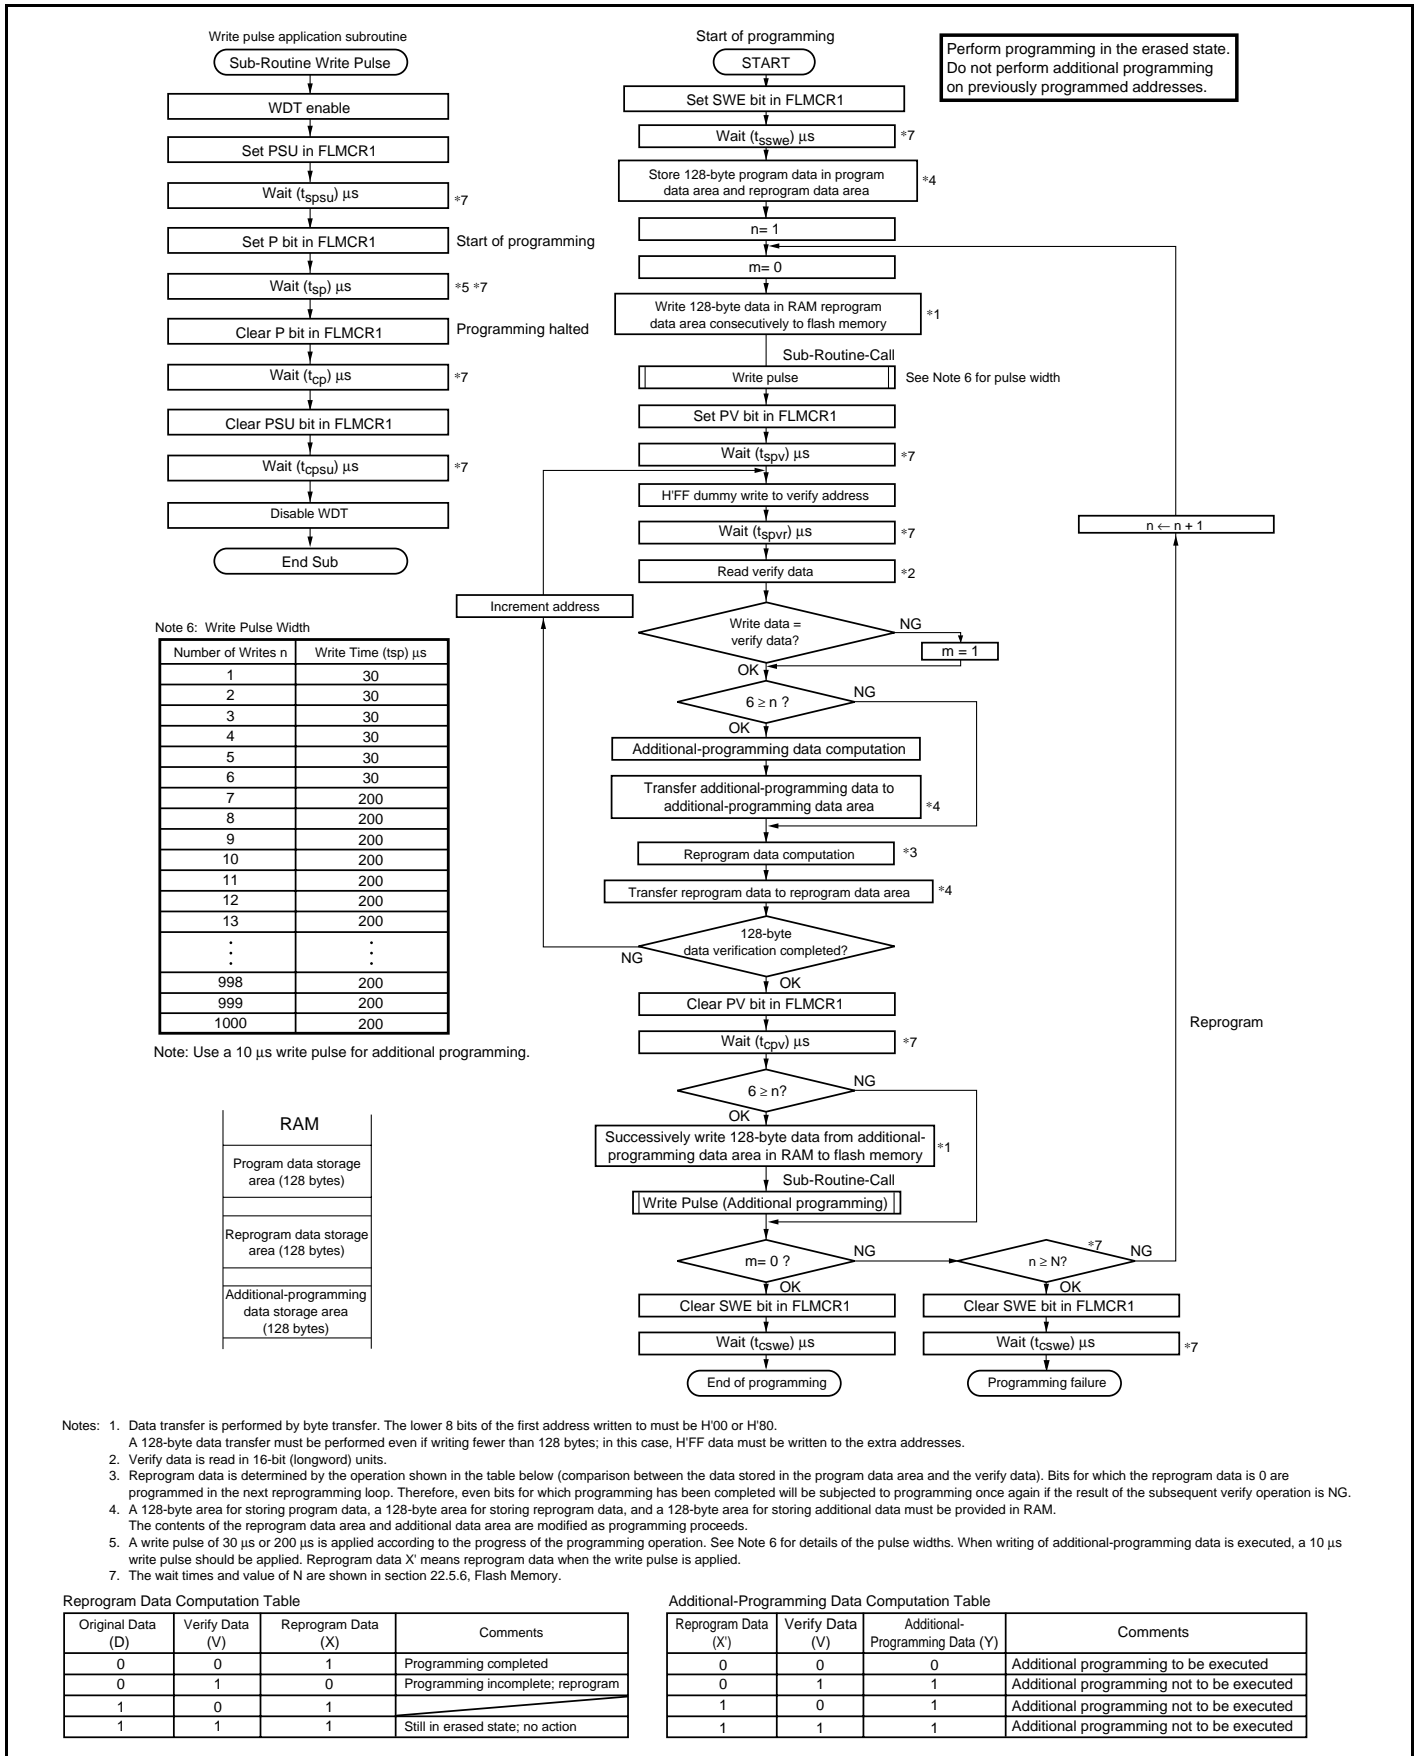 Write pulse application subroutine
Sub-Routine Write Pulse
WDT enable
Set PSU in FLMCR1
Wait (tspsu) μs
*7
Set P bit in FLMCR1
Start of programming
Wait (tsp) μs
*5 *7
Clear P bit in FLMCR1
Programming halted
Wait (tcp) μs
*7
Clear PSU bit in FLMCR1
Wait (tcpsu) μs
*7
Disable WDT
End Sub
Note 6: Write Pulse Width
Number of Writes n Write Time (tsp) μs
1 30
2 30
3 30
4 30
5 30
6 30
7 200
8 200
9 200
10 200
11 200
12 200
13 200
998 200
999 200
1000 200
Note: Use a 10 μs write pulse for additional programming.
RAM
Program data storage
area (128 bytes)
Reprogram data storage
area (128 bytes)
Additional-programming
data storage area
(128 bytes)
Start of programming
START
Perform programming in the erased state.
Do not perform additional programming
on previously programmed addresses.
Set SWE bit in FLMCR1
Wait (tsswe) μs
*7
Store 128-byte program data in program
data area and reprogram data area
*4
n= 1
m= 0
Write 128-byte data in RAM reprogram
data area consecutively to flash memory
*1
Sub-Routine-Call
Write pulse
See Note 6 for pulse width
Set PV bit in FLMCR1
Wait (tspv) μs
*7
H'FF dummy write to verify address
Wait (tspvr) μs
*7
n ← n + 1
Read verify data
*2
Increment address
Write data =
verify data?
NG
m = 1
OK
6 ≥ n ?
NG
OK
Additional-programming data computation
Transfer additional-programming data to
additional-programming data area
*4
Reprogram data computation
*3
Transfer reprogram data to reprogram data area
*4
128-byte
data verification completed?
NG
OK
Clear PV bit in FLMCR1
Reprogram
Wait (tcpv) μs
*7
6 ≥ n?
NG
OK
Successively write 128-byte data from additional-
programming data area in RAM to flash memory
*1
Sub-Routine-Call
Write Pulse (Additional programming)
m= 0 ?
NG
n ≥ N?
*7
NG
OK
OK
Clear SWE bit in FLMCR1
Clear SWE bit in FLMCR1
Wait (tcswe) μs
Wait (tcswe) μs
*7
End of programming
Programming failure
Notes: 1. Data transfer is performed by byte transfer. The lower 8 bits of the first address written to must be H'00 or H'80.
A 128-byte data transfer must be performed even if writing fewer than 128 bytes; in this case, H'FF data must be written to the extra addresses.
2. Verify data is read in 16-bit (longword) units.
3. Reprogram data is determined by the operation shown in the table below (comparison between the data stored in the program data area and the verify data). Bits for which the reprogram data is 0 are
programmed in the next reprogramming loop. Therefore, even bits for which programming has been completed will be subjected to programming once again if the result of the subsequent verify operation is NG.
4. A 128-byte area for storing program data, a 128-byte area for storing reprogram data, and a 128-byte area for storing additional data must be provided in RAM.
The contents of the reprogram data area and additional data area are modified as programming proceeds.
5. A write pulse of 30 μs or 200 μs is applied according to the progress of the programming operation. See Note 6 for details of the pulse widths. When writing of additional-programming data is executed, a 10 μs
write pulse should be applied. Reprogram data X' means reprogram data when the write pulse is applied.
7. The wait times and value of N are shown in section 22.5.6, Flash Memory.
Reprogram Data Computation Table
Original Data Verify Data Reprogram Data Comments
(D) (V) (X)
0 0 1 Programming completed
0 1 0 Programming incomplete; reprogram
1 0 1
1 1 1 Still in erased state; no action
Additional-Programming Data Computation Table
Reprogram Data Verify Data Additional- Comments
(X') (V) Programming Data (Y)
0 0 0 Additional programming to be executed
0 1 1 Additional programming not to be executed
1 0 1 Additional programming not to be executed
1 1 1 Additional programming not to be executed